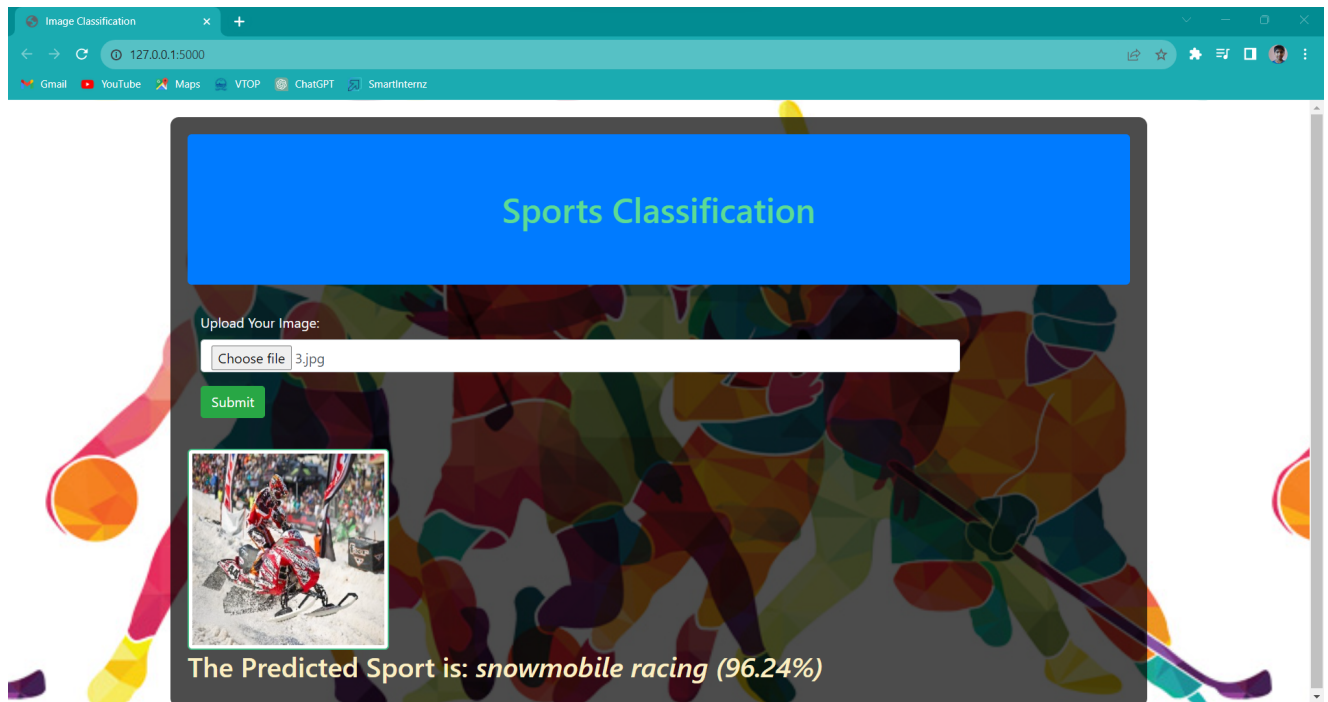 Image Classification
127.0.0.1:5000
Gmail YouTube Maps VTOP ChatGPT SmartInternz
Sports Classification
Upload Your Image:
Choose file 3.jpg
Submit
The Predicted Sport is: snowmobile racing (96.24%)